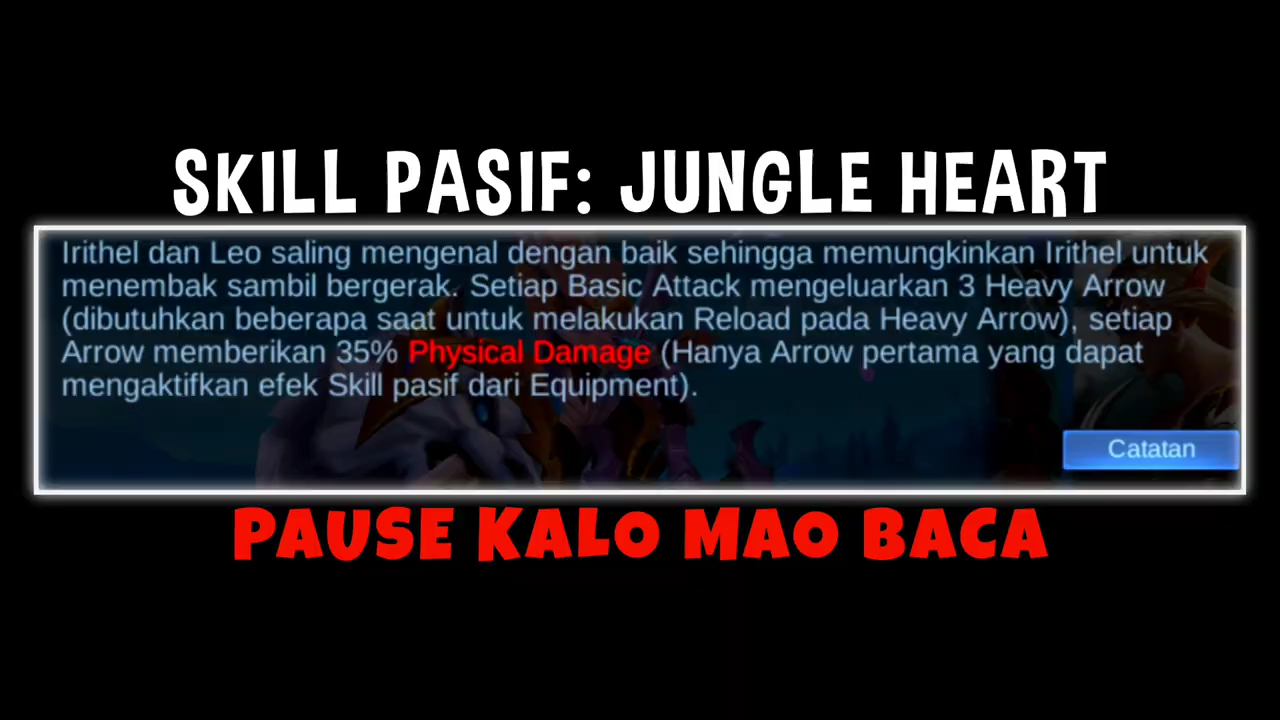 SKILL PASIF: JUNGLE HEART
Irithel dan Leo saling mengenal dengan baik sehingga memungkinkan Irithel untuk
menembak sambil bergerak. Setiap Basic Attack mengeluarkan 3 Heavy Arrow
(dibutuhkan beberapa saat untuk melakukan Reload pada Heavy Arrow), setiap
Arrow memberikan 35% Physical Damage (Hanya Arrow pertama yang dapat
mengaktifkan efek Skill pasif dari Equipment).
Catatan
PAUSE KALO MAO BACA